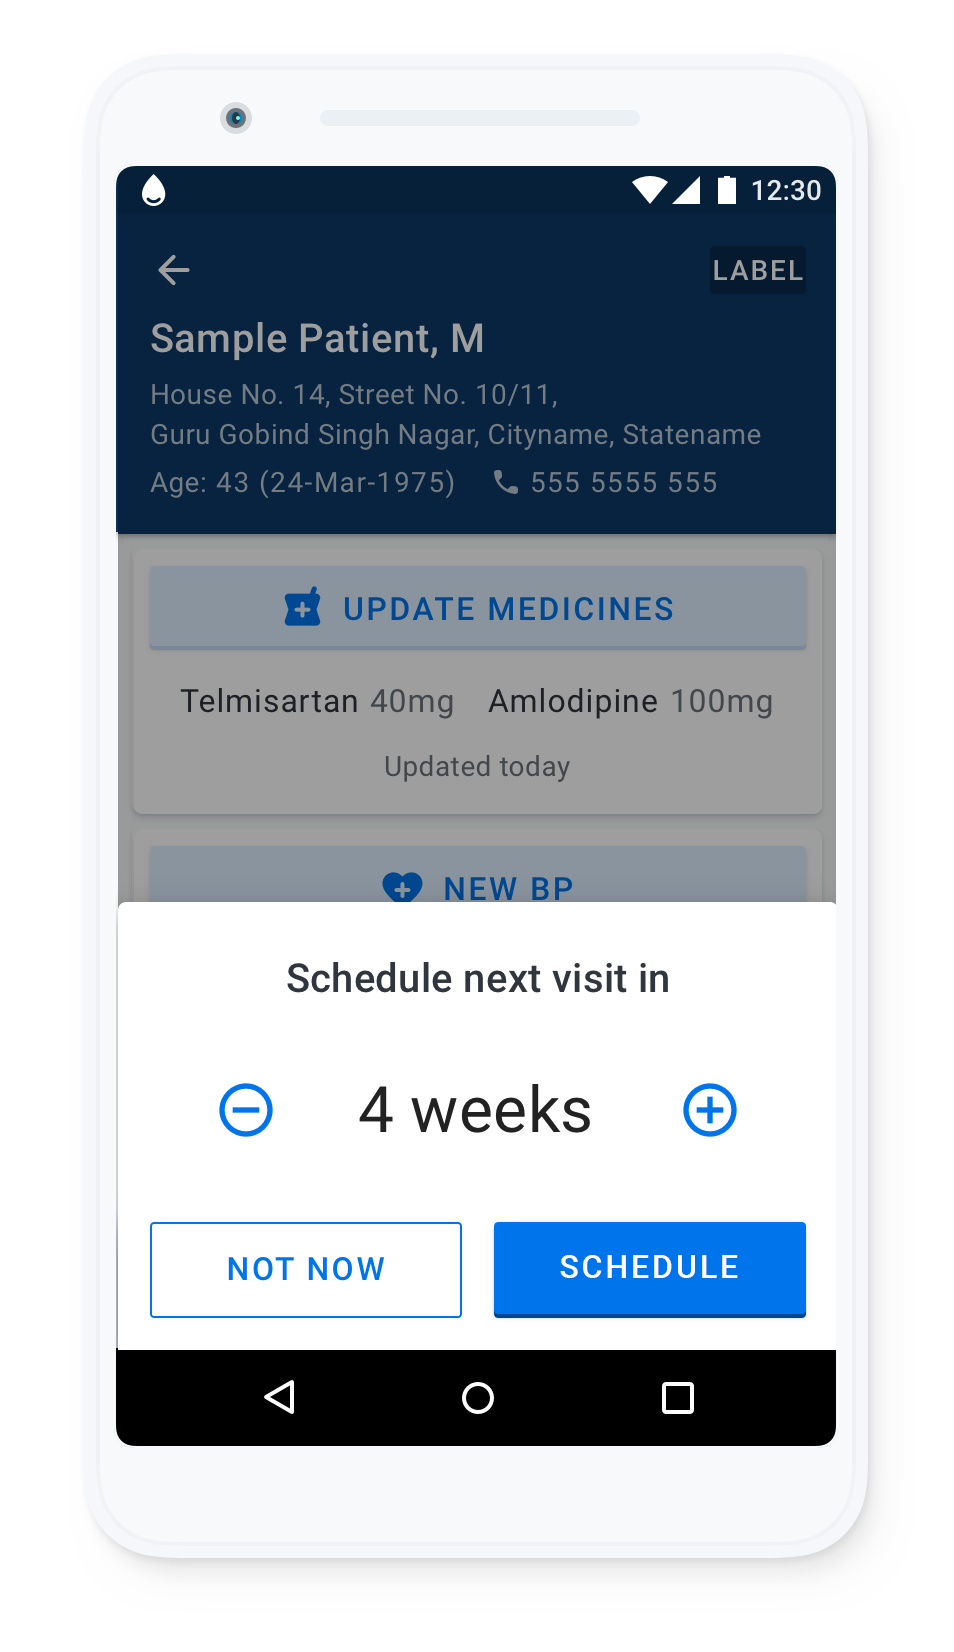 12:30
LABEL
Sample Patient, M
House No. 14, Street No. 10/11,
Guru Gobind Singh Nagar, Cityname, Statename
Age: 43 (24-Mar-1975) 555 5555 555
UPDATE MEDICINES
Telmisartan 40mg Amlodipine 100mg
Updated today
NEW BP
Schedule next visit in
4 weeks
NOT NOW SCHEDULE